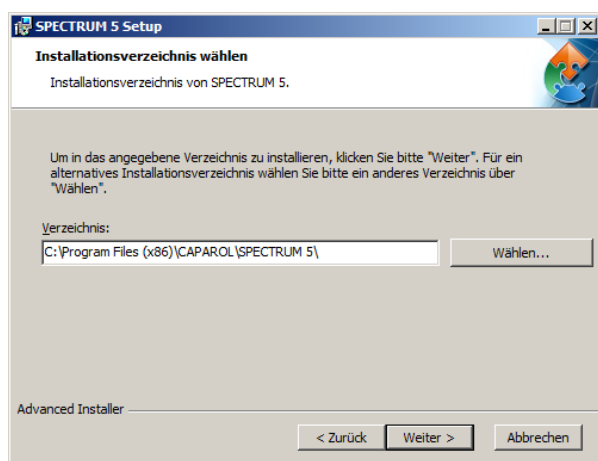 SPECTRUM 5 Setup
Installationsverzeichnis wählen
Installationsverzeichnis von SPECTRUM 5.
Um in das angegebene Verzeichnis zu installieren, klicken Sie bitte "Weiter". Für ein
alternatives Installationsverzeichnis wählen Sie bitte ein anderes Verzeichnis über
"Wählen".
Verzeichnis:
C:\Program Files (x86)\CAPAROL\SPECTRUM 5\
Wählen...
Advanced Installer
< Zurück
Weiter >
Abbrechen